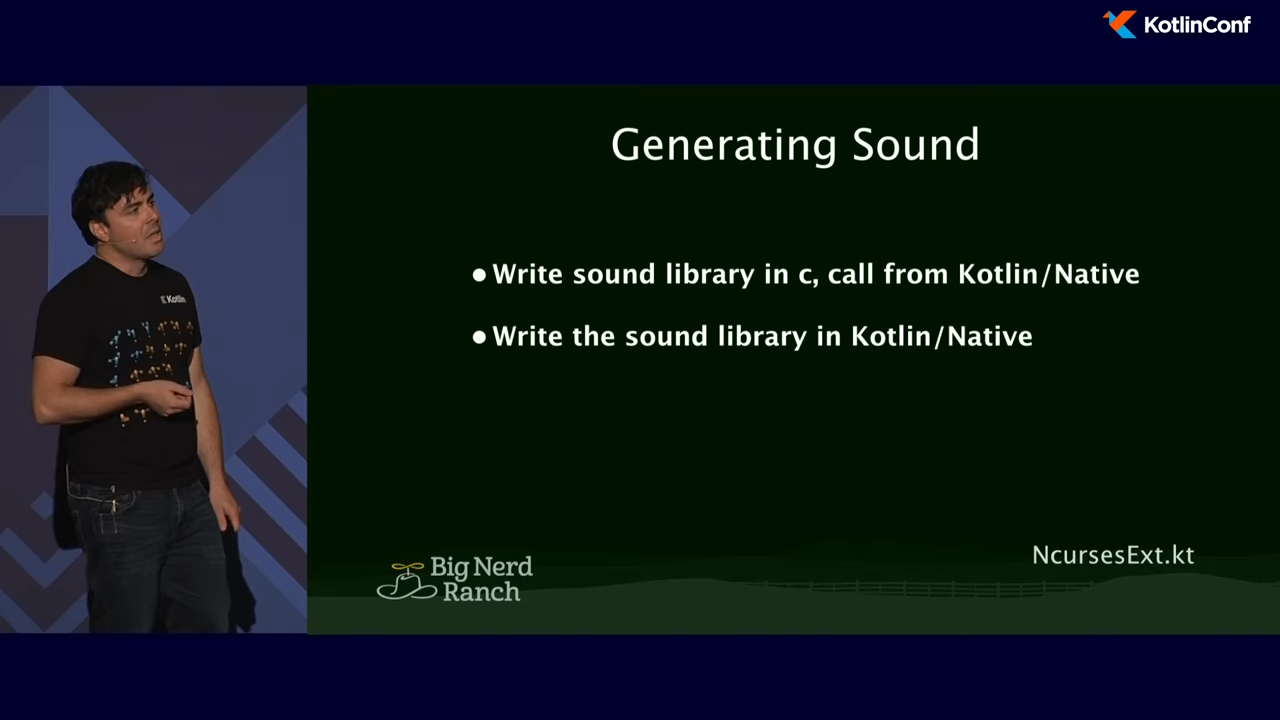 KotlinConf
Generating Sound
● Write sound library in c, call from Kotlin/Native
● Write the sound library in Kotlin/Native
Kotlin
NcursesExt.kt
Big Nerd
Ranch